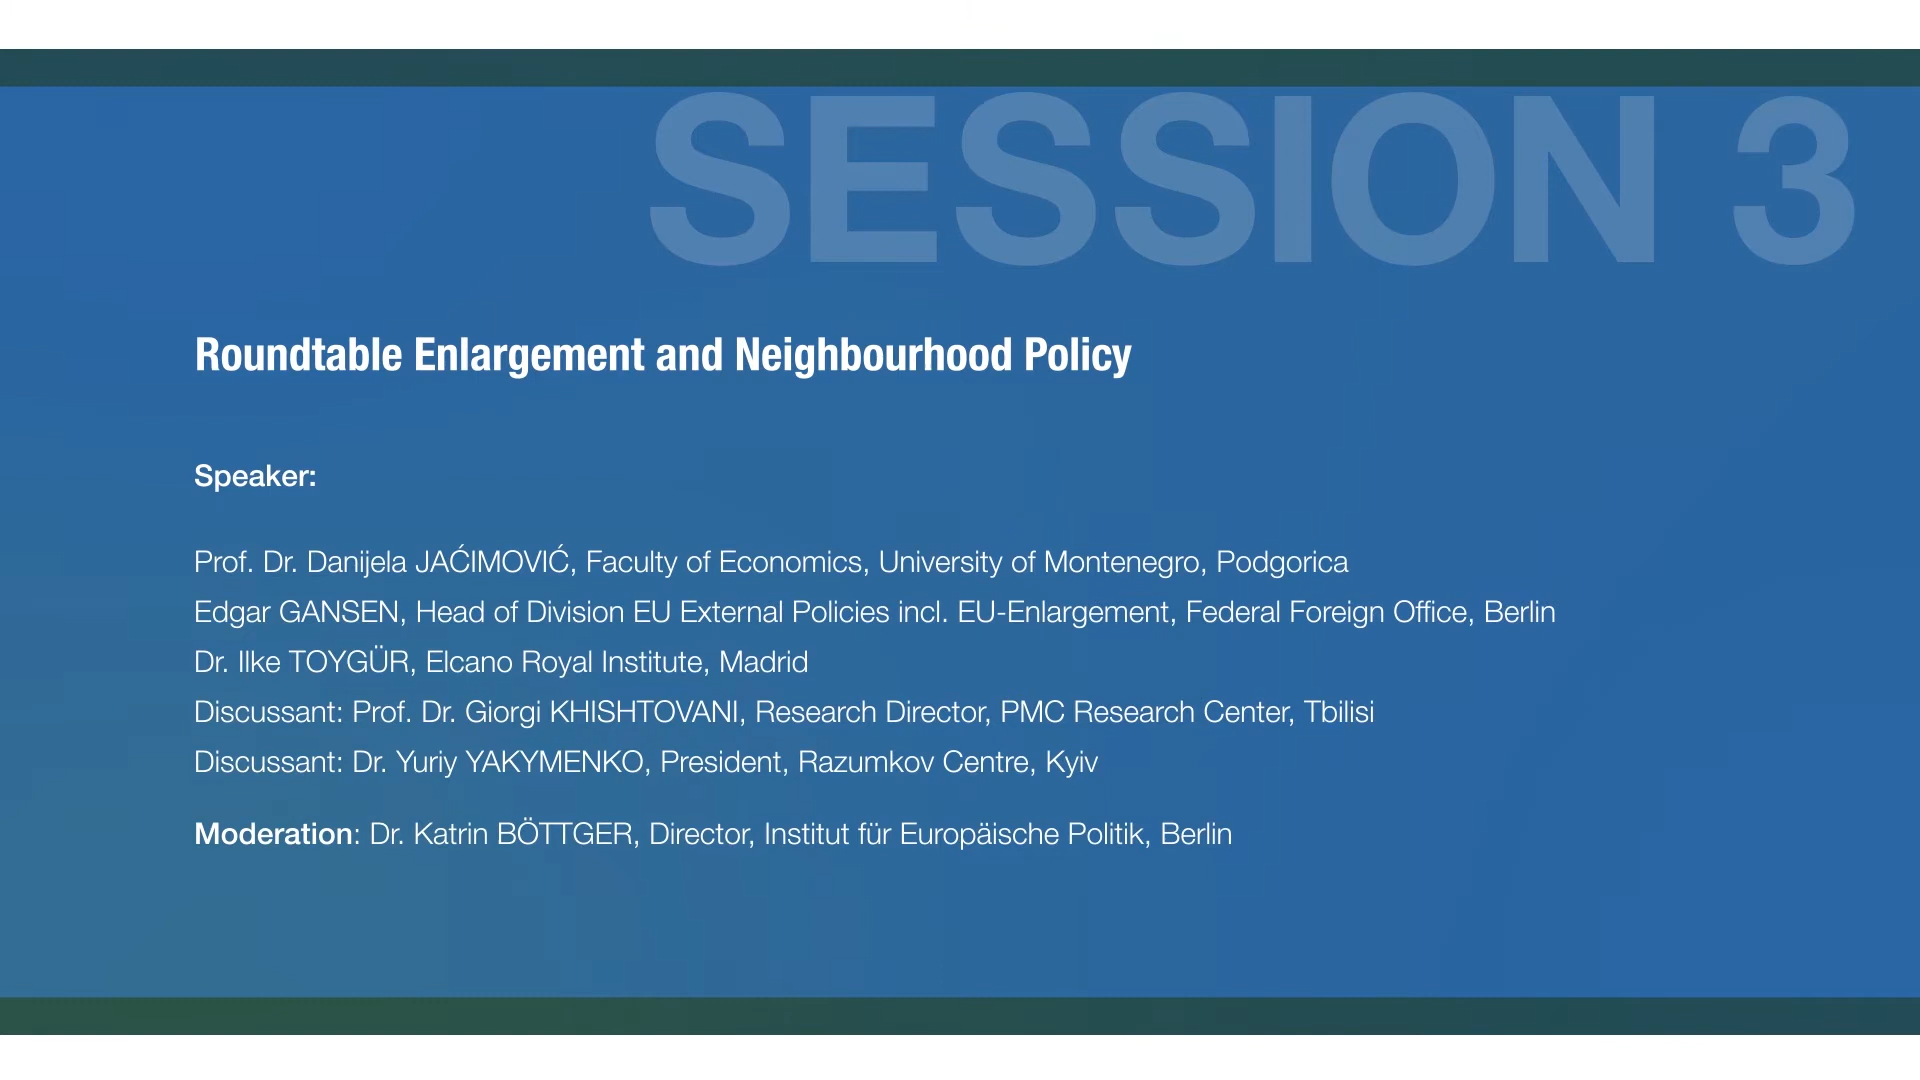 SESSION 3
Roundtable Enlargement and Neighbourhood Policy
Speaker:
Prof. Dr. Danijela JAĆIMOVIĆ, Faculty of Economics, University of Montenegro, Podgorica
Edgar GANSEN, Head of Division EU External Policies incl. EU-Enlargement, Federal Foreign Office, Berlin
Dr. Ilke TOYGÜR, Elcano Royal Institute, Madrid
Discussant: Prof. Dr. Giorgi KHISHTOVANI, Research Director, PMC Research Center, Tbilisi
Discussant: Dr. Yuriy YAKYMENKO, President, Razumkov Centre, Kyiv
Moderation: Dr. Katrin BÖTTGER, Director, Institut für Europäische Politik, Berlin